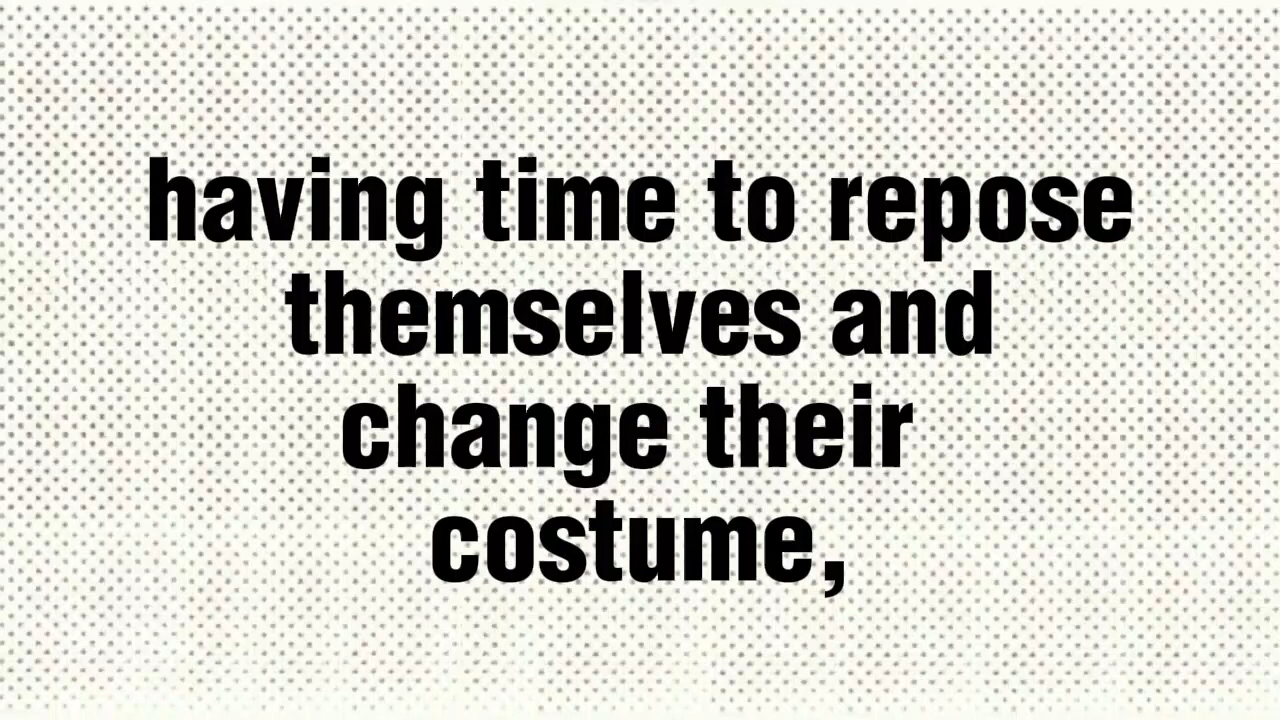 having time to repose
themselves and
change their
costume,